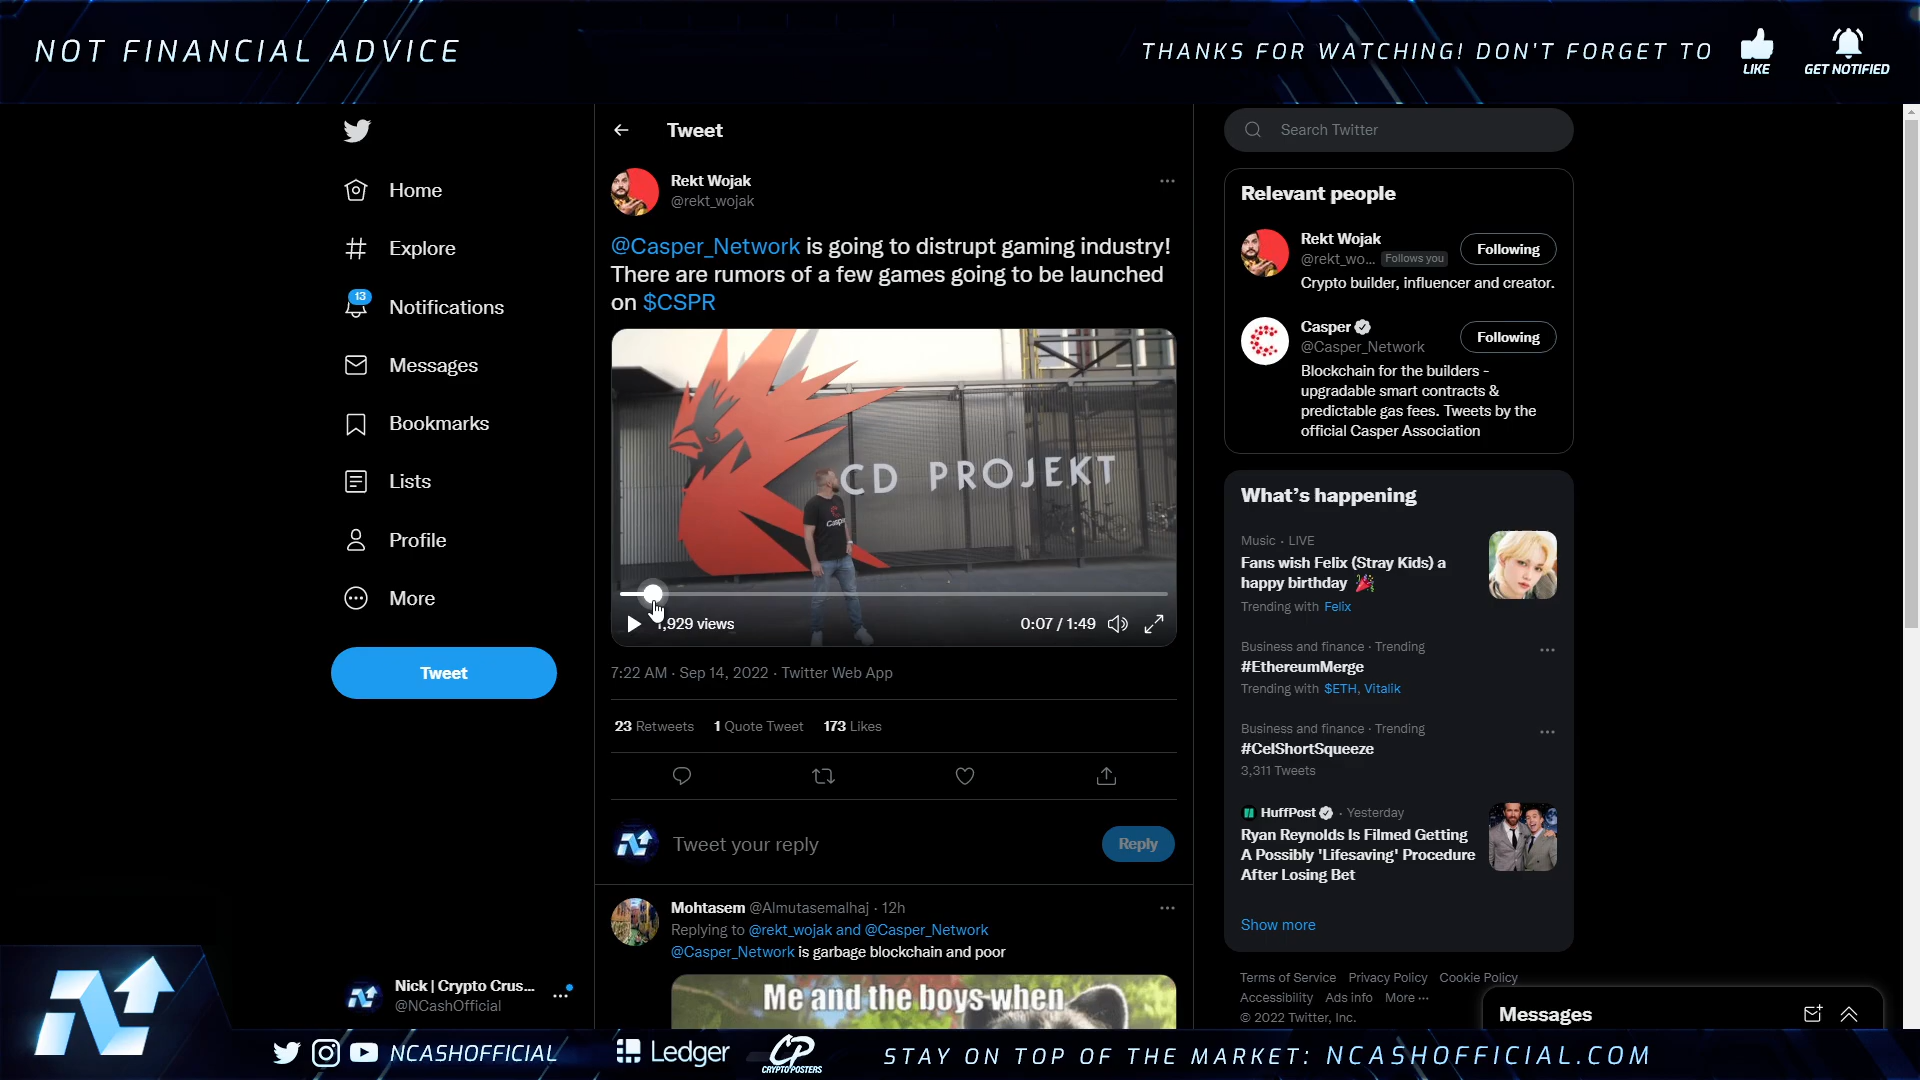 NOT FINANCIAL ADVICE
THANKS FOR WATCHING! DON'T FORGET TO
LIKE
GET NOTIFIED
Home
Explore
13
Notifications
Messages
Bookmarks
Lists
Profile
More
Tweet
Nick | Crypto Crus...
@NCashOfficial
Tweet
Rekt Wojak
@rekt_wojak
@Casper_Network is going to distrupt gaming industry!
There are rumors of a few games going to be launched
on $CSPR
CD PROJEKT
Casper
1,929 views
0:07 / 1:49
7:22 AM · Sep 14, 2022 · Twitter Web App
23 Retweets 1 Quote Tweet 173 Likes
Tweet your reply
Reply
Mohtasem @Almutasemalhaj · 12h
Replying to @rekt_wojak and @Casper_Network
@Casper_Network is garbage blockchain and poor
Me and the boys when
Search Twitter
Relevant people
Rekt Wojak
@rekt_wo... Follows you
Following
Crypto builder, influencer and creator.
Casper
@Casper_Network
Following
Blockchain for the builders -
upgradable smart contracts &
predictable gas fees. Tweets by the
official Casper Association
What's happening
Music · LIVE
Fans wish Felix (Stray Kids) a
happy birthday 🎉
Trending with Felix
Business and finance · Trending
#EthereumMerge
Trending with $ETH, Vitalik
Business and finance · Trending
#CelShortSqueeze
3,311 Tweets
HuffPost · Yesterday
Ryan Reynolds Is Filmed Getting
A Possibly 'Lifesaving' Procedure
After Losing Bet
Show more
Terms of Service Privacy Policy Cookie Policy
Accessibility Ads info More ···
© 2022 Twitter, Inc.
Messages
NCASHOFFICIAL
Ledger
CP
CRYPTOPOSTERS
STAY ON TOP OF THE MARKET: NCASHOFFICIAL.COM